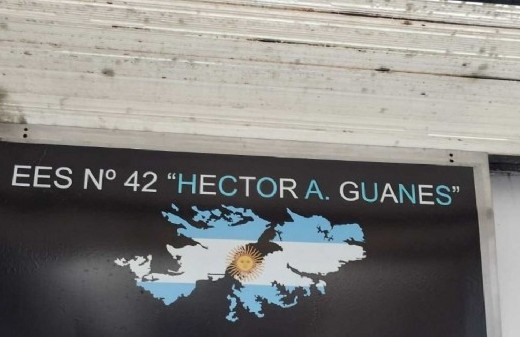 EES Nº 42 "HECTOR A. GUANES"